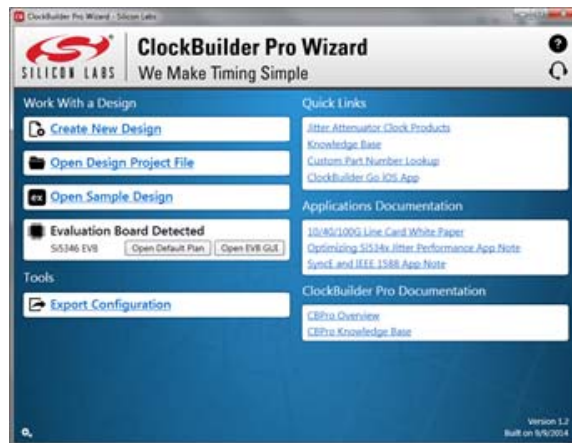 ClockBuilder Pro Wizard - Silicon Labs
SILICON LABS
ClockBuilder Pro Wizard
We Make Timing Simple
Work With a Design
Create New Design
Open Design Project File
ex
Open Sample Design
Evaluation Board Detected
Si5346 EVB
Open Default Plan
Open EVB GUI
Tools
Export Configuration
Quick Links
Jitter Attenuator Clock Products
Knowledge Base
Custom Part Number Lookup
ClockBuilder Go iOS App
Applications Documentation
10/40/100G Line Card White Paper
Optimizing Si534x Jitter Performance App Note
SyncE and IEEE 1588 App Note
ClockBuilder Pro Documentation
CBPro Overview
CBPro Knowledge Base
Version 1.2
Built on 9/9/2014